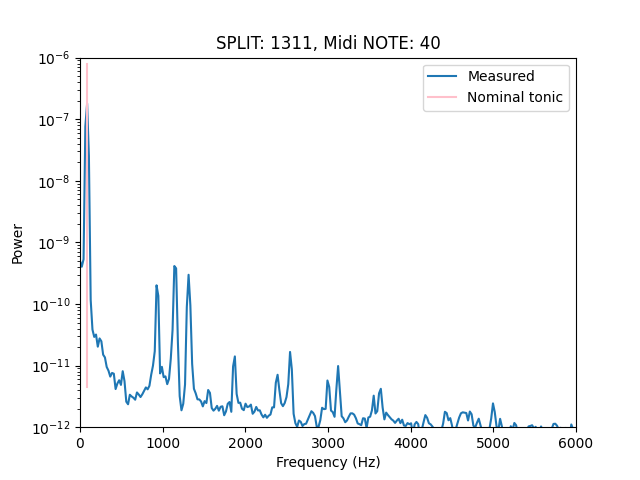 SPLIT: 1311, Midi NOTE: 40
10⁻⁶
10⁻⁷
10⁻⁸
10⁻⁹
10⁻¹⁰
10⁻¹¹
10⁻¹²
Power
Measured
Nominal tonic
0 1000 2000 3000 4000 5000 6000
Frequency (Hz)